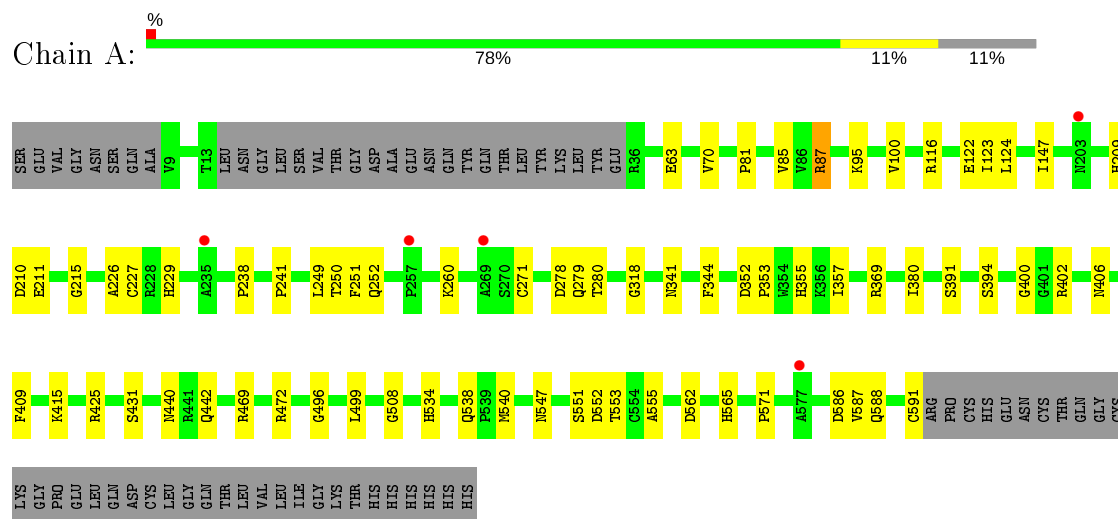 %
Chain A:
78% 11% 11%
SER GLU VAL GLY ASN SER GLN ALA V9 T13 LEU ASN GLY LEU SER VAL THR GLY ASP ALA GLU ASN GLN TYR GLN THR LEU TYR LYS LEU TYR GLU R36 E63 V70 P81 V85 V86 R87 K95 V100 R116 E122 I123 L124 I147 N203 H209
D210 E211 G215 A226 C227 R228 H229 A235 P238 P241 L249 T250 F251 Q252 P257 K260 A269 S270 C271 D278 Q279 T280 G318 N341 F344 D352 P353 W354 H355 K356 I357 R369 I380 S391 S394 G400 G401 R402 N406
F409 K415 R425 S431 N440 R441 Q442 R469 R472 G496 L499 G508 H534 Q538 P539 M540 N547 S551 D552 T553 C554 A555 D562 H565 P571 A577 D586 V587 Q588 C591 ARG PRO CYS HIS GLU ASN CYS THR GLN GLY CYS
LYS GLY PRO GLU LEU GLN ASP CYS LEU GLY GLN THR LEU VAL LEU ILE GLY LYS THR HIS HIS HIS HIS HIS HIS